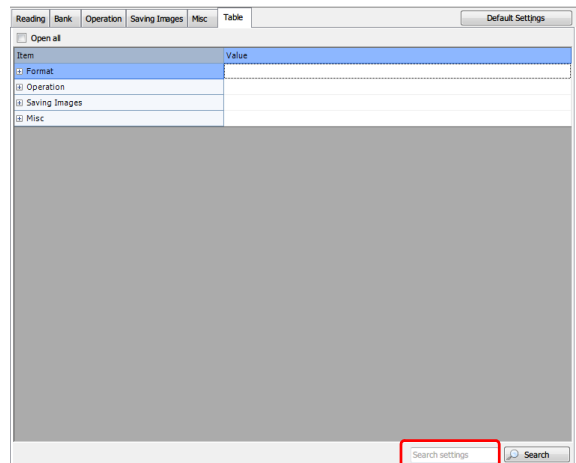 Reading Bank Operation Saving Images Misc Table Default Settings
Open all
Item Value
Format
Operation
Saving Images
Misc
Search settings Search